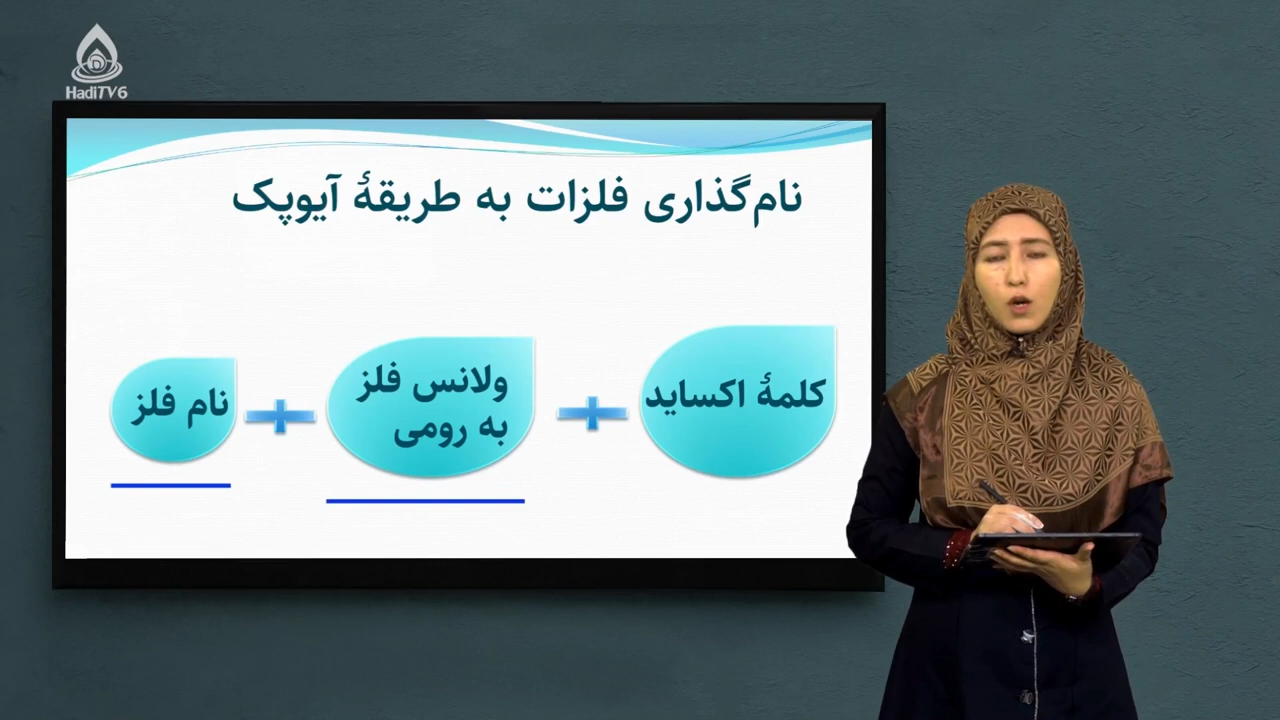 HadiTV6
نام‌گذاری فلزات به طریقهٔ آیوپک
کلمهٔ اکساید
+
ولانس فلز
به رومی
+
نام فلز